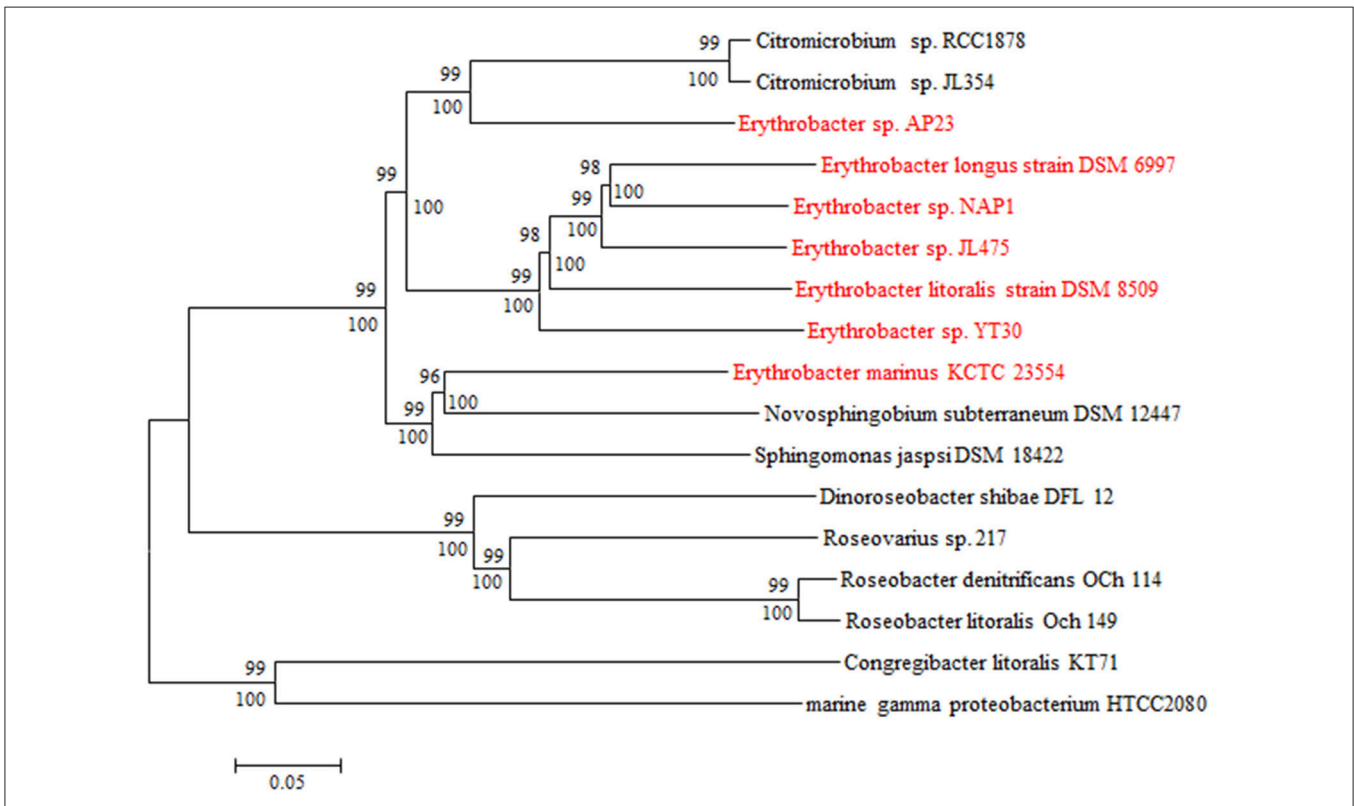 99
Citromicrobium sp. RCC1878
100
Citromicrobium sp. JL354
99
100
Erythrobacter sp. AP23
99
100
98
Erythrobacter longus strain DSM 6997
100
Erythrobacter sp. NAP1
99
100
Erythrobacter sp. JL475
98
100
Erythrobacter litoralis strain DSM 8509
99
100
Erythrobacter sp. YT30
99
100
96
Erythrobacter marinus KCTC 23554
100
Novosphingobium subterraneum DSM 12447
99
100
Sphingomonas jaspsi DSM 18422
Dinoroseobacter shibae DFL 12
99
100
Roseovarius sp. 217
99
100
Roseobacter denitrificans OCh 114
99
100
Roseobacter litoralis Och 149
Congregibacter litoralis KT71
99
100
marine gamma proteobacterium HTCC2080
0.05